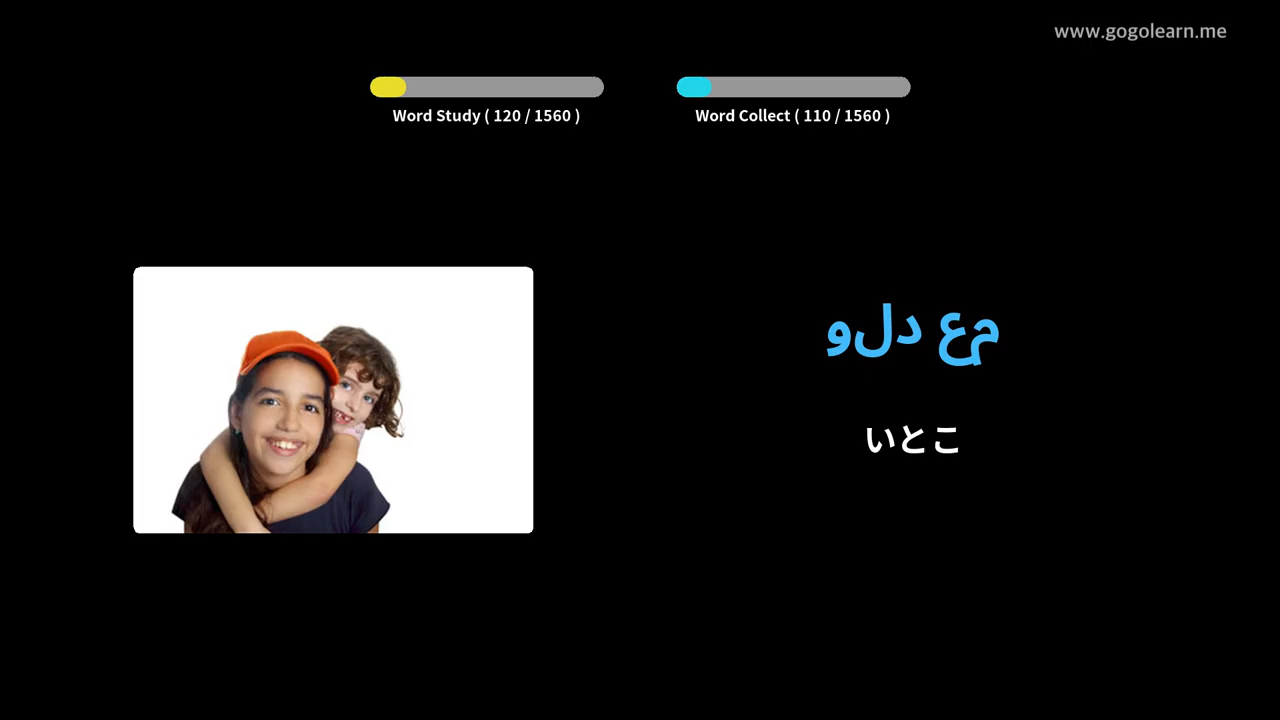 www.gogolearn.me
Word Study ( 120 / 1560 )
Word Collect ( 110 / 1560 )
ولد عم
いとこ